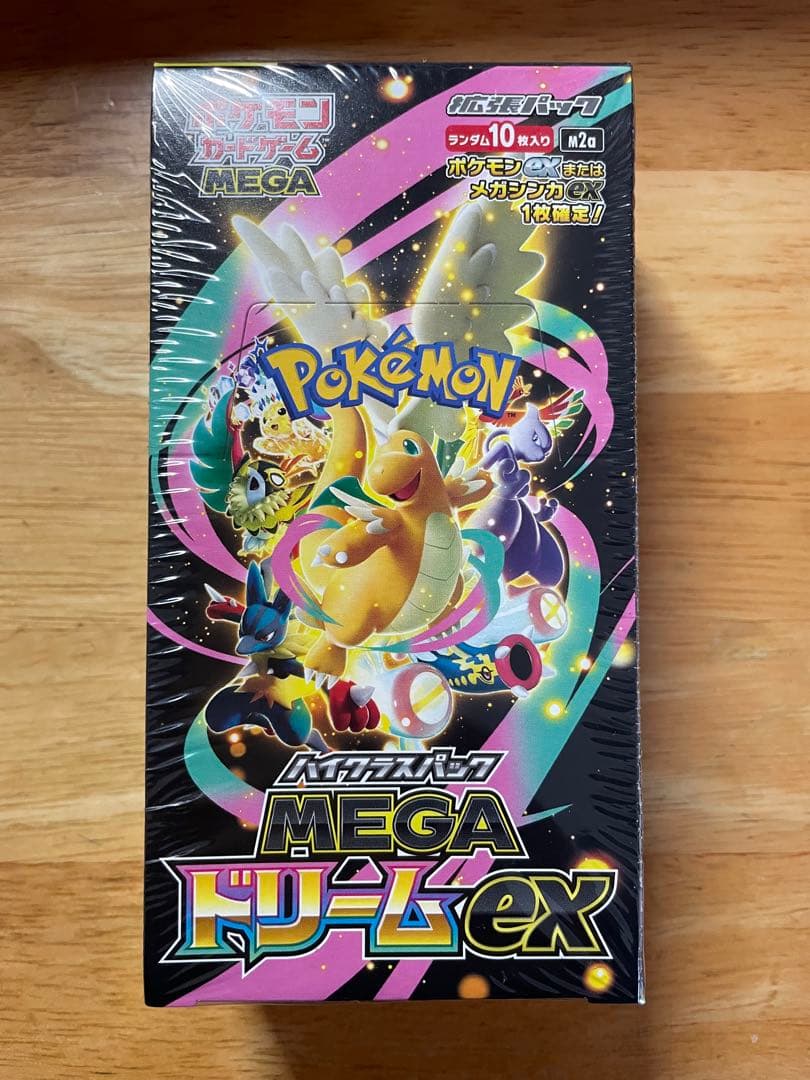 ポケモン
カードゲーム
MEGA
拡張パック
ランダム10枚入り M2a
ポケモンexまたは
メガシンカex
1枚確定!
POKéMON
TM
ハイクラスパック
MEGA
ドリームex